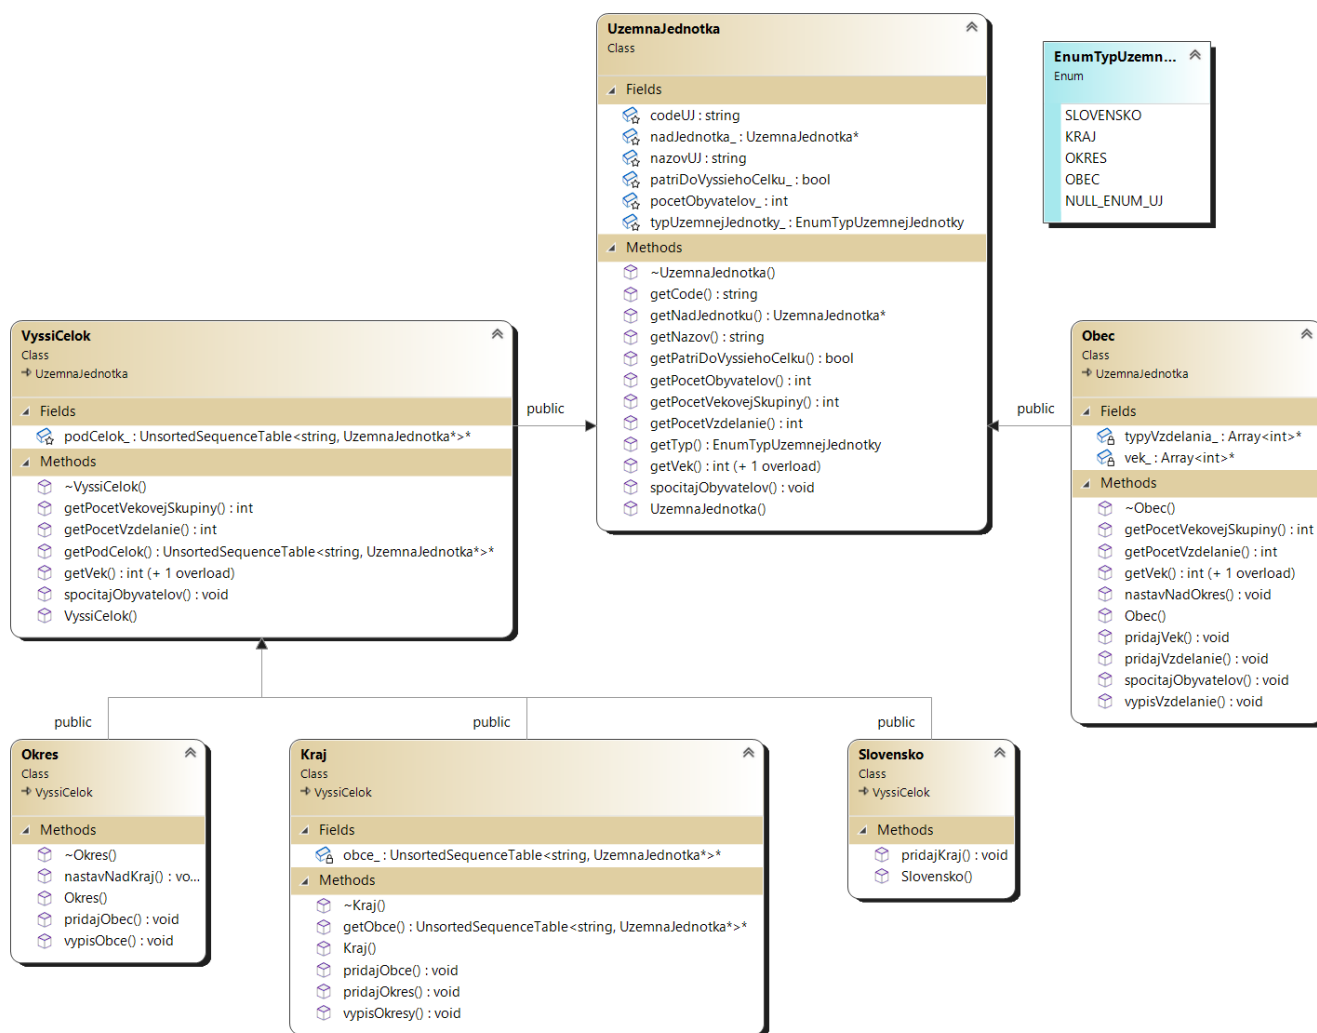 UzemnaJednotka
Class
Fields
codeUJ : string
nadJednotka_ : UzemnaJednotka*
nazovUJ : string
patriDoVyssiehoCelku_ : bool
pocetObyvatelov_ : int
typUzemnejJednotky_ : EnumTypUzemnejJednotky
Methods
~UzemnaJednotka()
getCode() : string
getNadJednotku() : UzemnaJednotka*
getNazov() : string
getPatriDoVyssiehoCelku() : bool
getPocetObyvatelov() : int
getPocetVekovejSkupiny() : int
getPocetVzdelanie() : int
getTyp() : EnumTypUzemnejJednotky
getVek() : int (+ 1 overload)
spocitajObyvatelov() : void
UzemnaJednotka()
EnumTypUzemn...
Enum
SLOVENSKO
KRAJ
OKRES
OBEC
NULL_ENUM_UJ
VyssiCelok
Class
UzemnaJednotka
Fields
podCelok_ : UnsortedSequenceTable<string, UzemnaJednotka*>*
Methods
~VyssiCelok()
getPocetVekovejSkupiny() : int
getPocetVzdelanie() : int
getPodCelok() : UnsortedSequenceTable<string, UzemnaJednotka*>*
getVek() : int (+ 1 overload)
spocitajObyvatelov() : void
VyssiCelok()
public
public
Obec
Class
UzemnaJednotka
Fields
typyVzdelania_ : Array<int>*
vek_ : Array<int>*
Methods
~Obec()
getPocetVekovejSkupiny() : int
getPocetVzdelanie() : int
getVek() : int (+ 1 overload)
nastavNadOkres() : void
Obec()
pridajVek() : void
pridajVzdelanie() : void
spocitajObyvatelov() : void
vypisVzdelanie() : void
public
public
public
Okres
Class
VyssiCelok
Methods
~Okres()
nastavNadKraj() : vo...
Okres()
pridajObec() : void
vypisObce() : void
Kraj
Class
VyssiCelok
Fields
obce_ : UnsortedSequenceTable<string, UzemnaJednotka*>*
Methods
~Kraj()
getObce() : UnsortedSequenceTable<string, UzemnaJednotka*>*
Kraj()
pridajObce() : void
pridajOkres() : void
vypisOkresy() : void
Slovensko
Class
VyssiCelok
Methods
pridajKraj() : void
Slovensko()